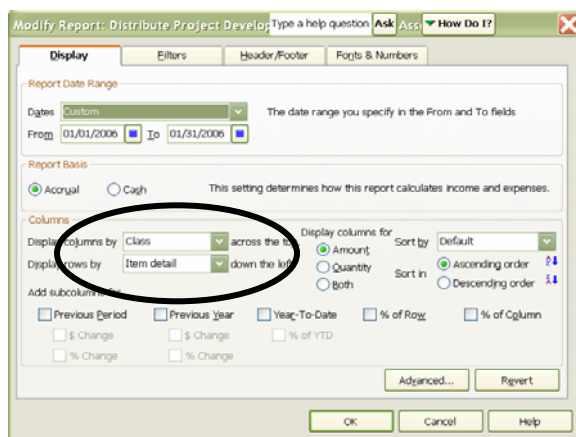 Modify Report: Distribute Project Develop Type a help question Ask Ass How Do I?
Display Filters Header/Footer Fonts & Numbers
Report Date Range
Dates Custom The date range you specify in the From and To fields
From 01/01/2006 To 01/31/2006
Report Basis
Accrual Cash This setting determines how this report calculates income and expenses.
Columns
Display columns by Class across the to
Display rows by Item detail down the left
Display columns for
Amount
Quantity
Both
Sort by Default
Sort in Ascending order
Descending order
Add subcolumns for
Previous Period Previous Year Year-To-Date % of Row % of Column
$ Change $ Change % of YTD
% Change % Change
Advanced... Revert
OK Cancel Help